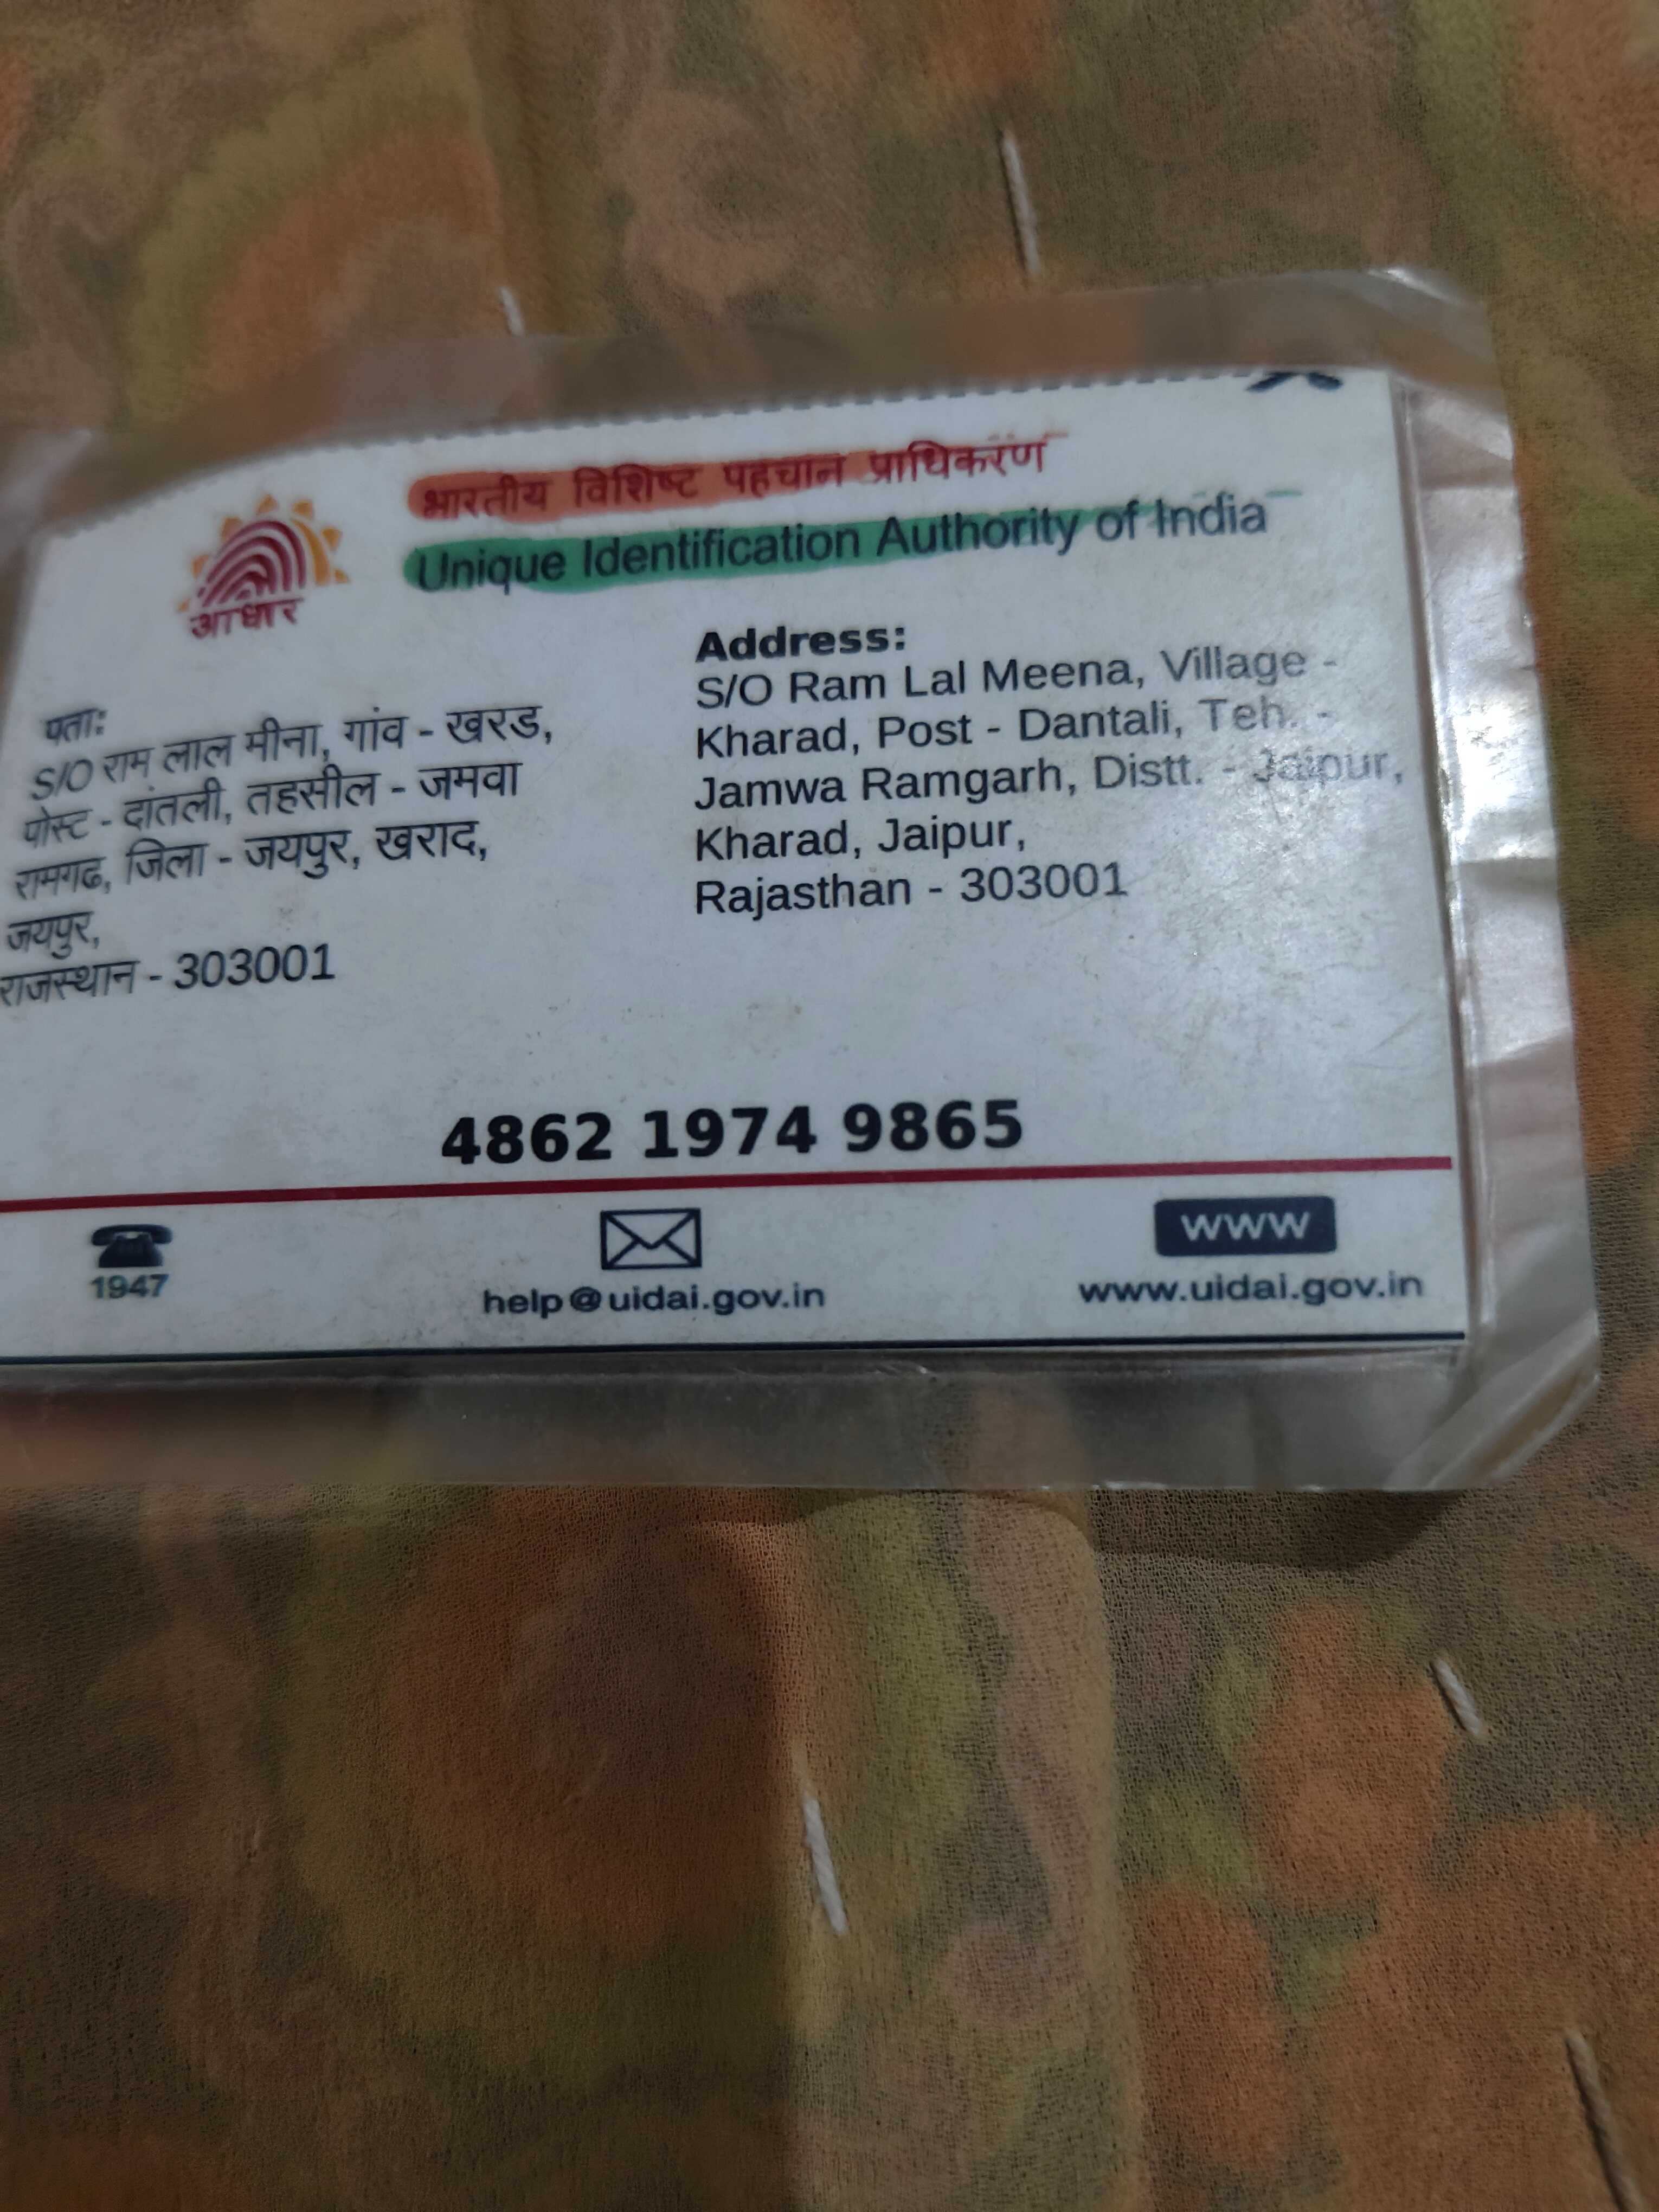 भारतीय विशिष्ट पहचान प्राधिकरण
Unique Identification Authority of India
आधार
पता:
S/O राम लाल मीना, गांव - खरड,
पोस्ट - दांतली, तहसील - जमवा
रामगढ, जिला - जयपुर, खराद,
जयपुर,
राजस्थान - 303001
Address:
S/O Ram Lal Meena, Village -
Kharad, Post - Dantali, Teh. -
Jamwa Ramgarh, Distt. - Jaipur,
Kharad, Jaipur,
Rajasthan - 303001
4862 1974 9865
1947
help@uidai.gov.in
WWW
www.uidai.gov.in